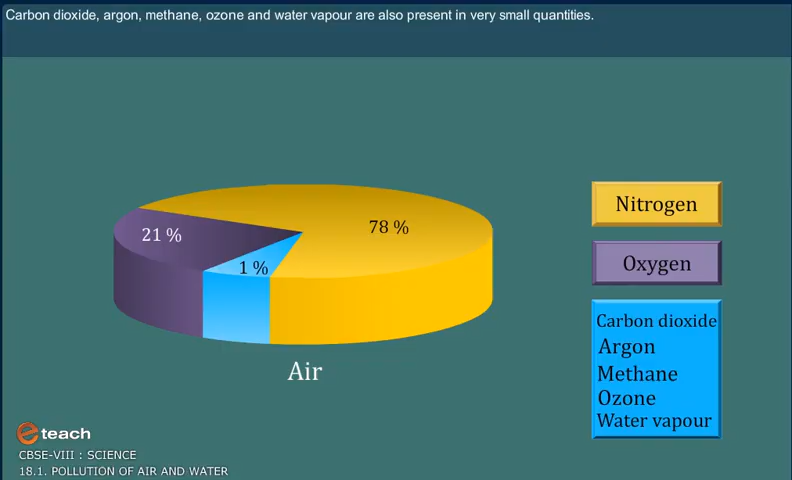 Carbon dioxide, argon, methane, ozone and water vapour are also present in very small quantities.
78 %
21 %
1 %
Air
Nitrogen
Oxygen
Carbon dioxide
Argon
Methane
Ozone
Water vapour
e teach
CBSE-VIII : SCIENCE
18.1. POLLUTION OF AIR AND WATER